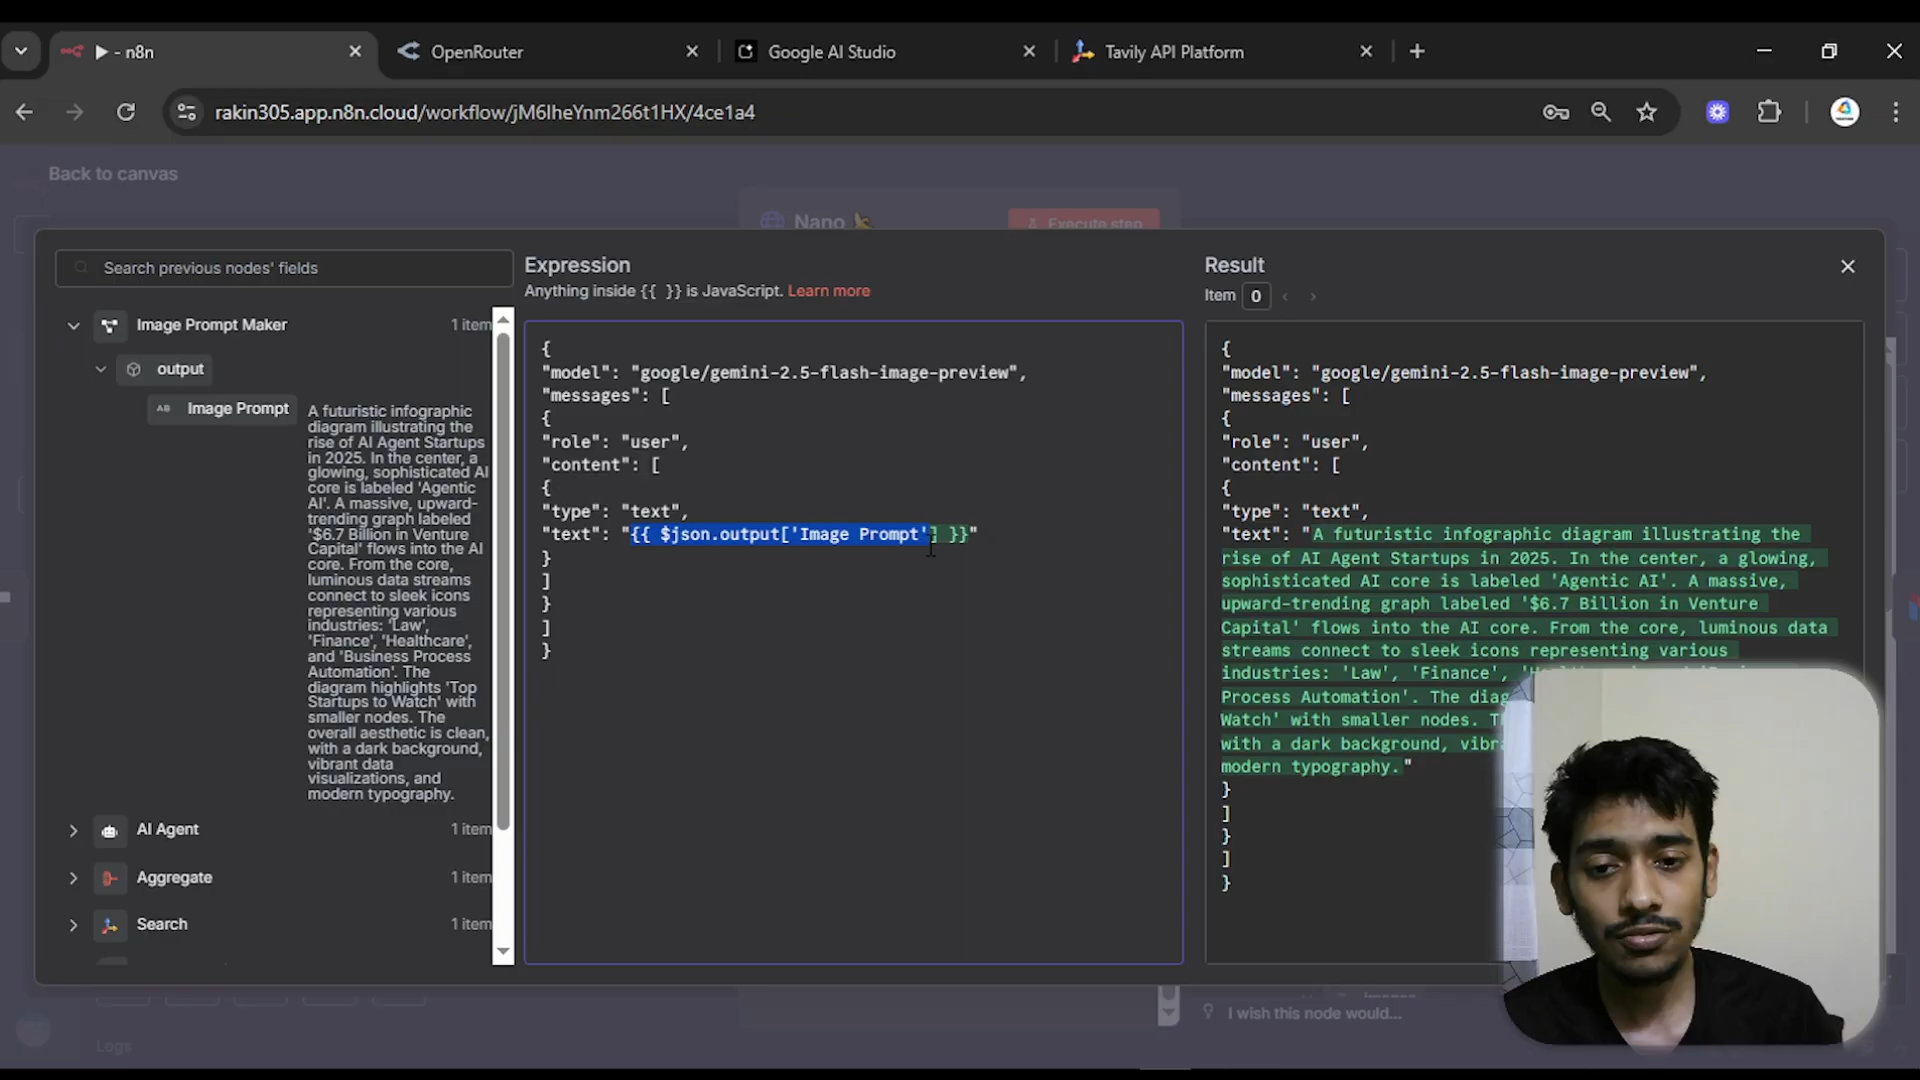 ▶ - n8n
OpenRouter
Google AI Studio
Tavily API Platform
rakin305.app.n8n.cloud/workflow/jM6lheYnm266t1HX/4ce1a4
Back to canvas
Nano 🍌
Execute step
Search previous nodes' fields
Image Prompt Maker
1 item
output
AB
Image Prompt
A futuristic infographic
diagram illustrating the
rise of AI Agent Startups
in 2025. In the center, a
glowing, sophisticated AI
core is labeled 'Agentic
AI'. A massive, upward-
trending graph labeled
'$6.7 Billion in Venture
Capital' flows into the AI
core. From the core,
luminous data streams
connect to sleek icons
representing various
industries: 'Law',
'Finance', 'Healthcare',
and 'Business Process
Automation'. The
diagram highlights 'Top
Startups to Watch' with
smaller nodes. The
overall aesthetic is clean,
with a dark background,
vibrant data
visualizations, and
modern typography.
AI Agent
1 item
Aggregate
1 item
Search
1 item
Expression
Anything inside {{ }} is JavaScript. Learn more
{
"model": "google/gemini-2.5-flash-image-preview",
"messages": [
{
"role": "user",
"content": [
{
"type": "text",
"text": "{{ $json.output['Image Prompt'] }}"
}
]
}
]
}
Result
Item 0
{
"model": "google/gemini-2.5-flash-image-preview",
"messages": [
{
"role": "user",
"content": [
{
"type": "text",
"text": "A futuristic infographic diagram illustrating the
rise of AI Agent Startups in 2025. In the center, a glowing,
sophisticated AI core is labeled 'Agentic AI'. A massive,
upward-trending graph labeled '$6.7 Billion in Venture
Capital' flows into the AI core. From the core, luminous data
streams connect to sleek icons representing various
industries: 'Law', 'Finance',
Process Automation'. The
Watch' with smaller nodes.
with a dark background,
modern typography."
}
]
}
]
}
I wish this node would...
Logs